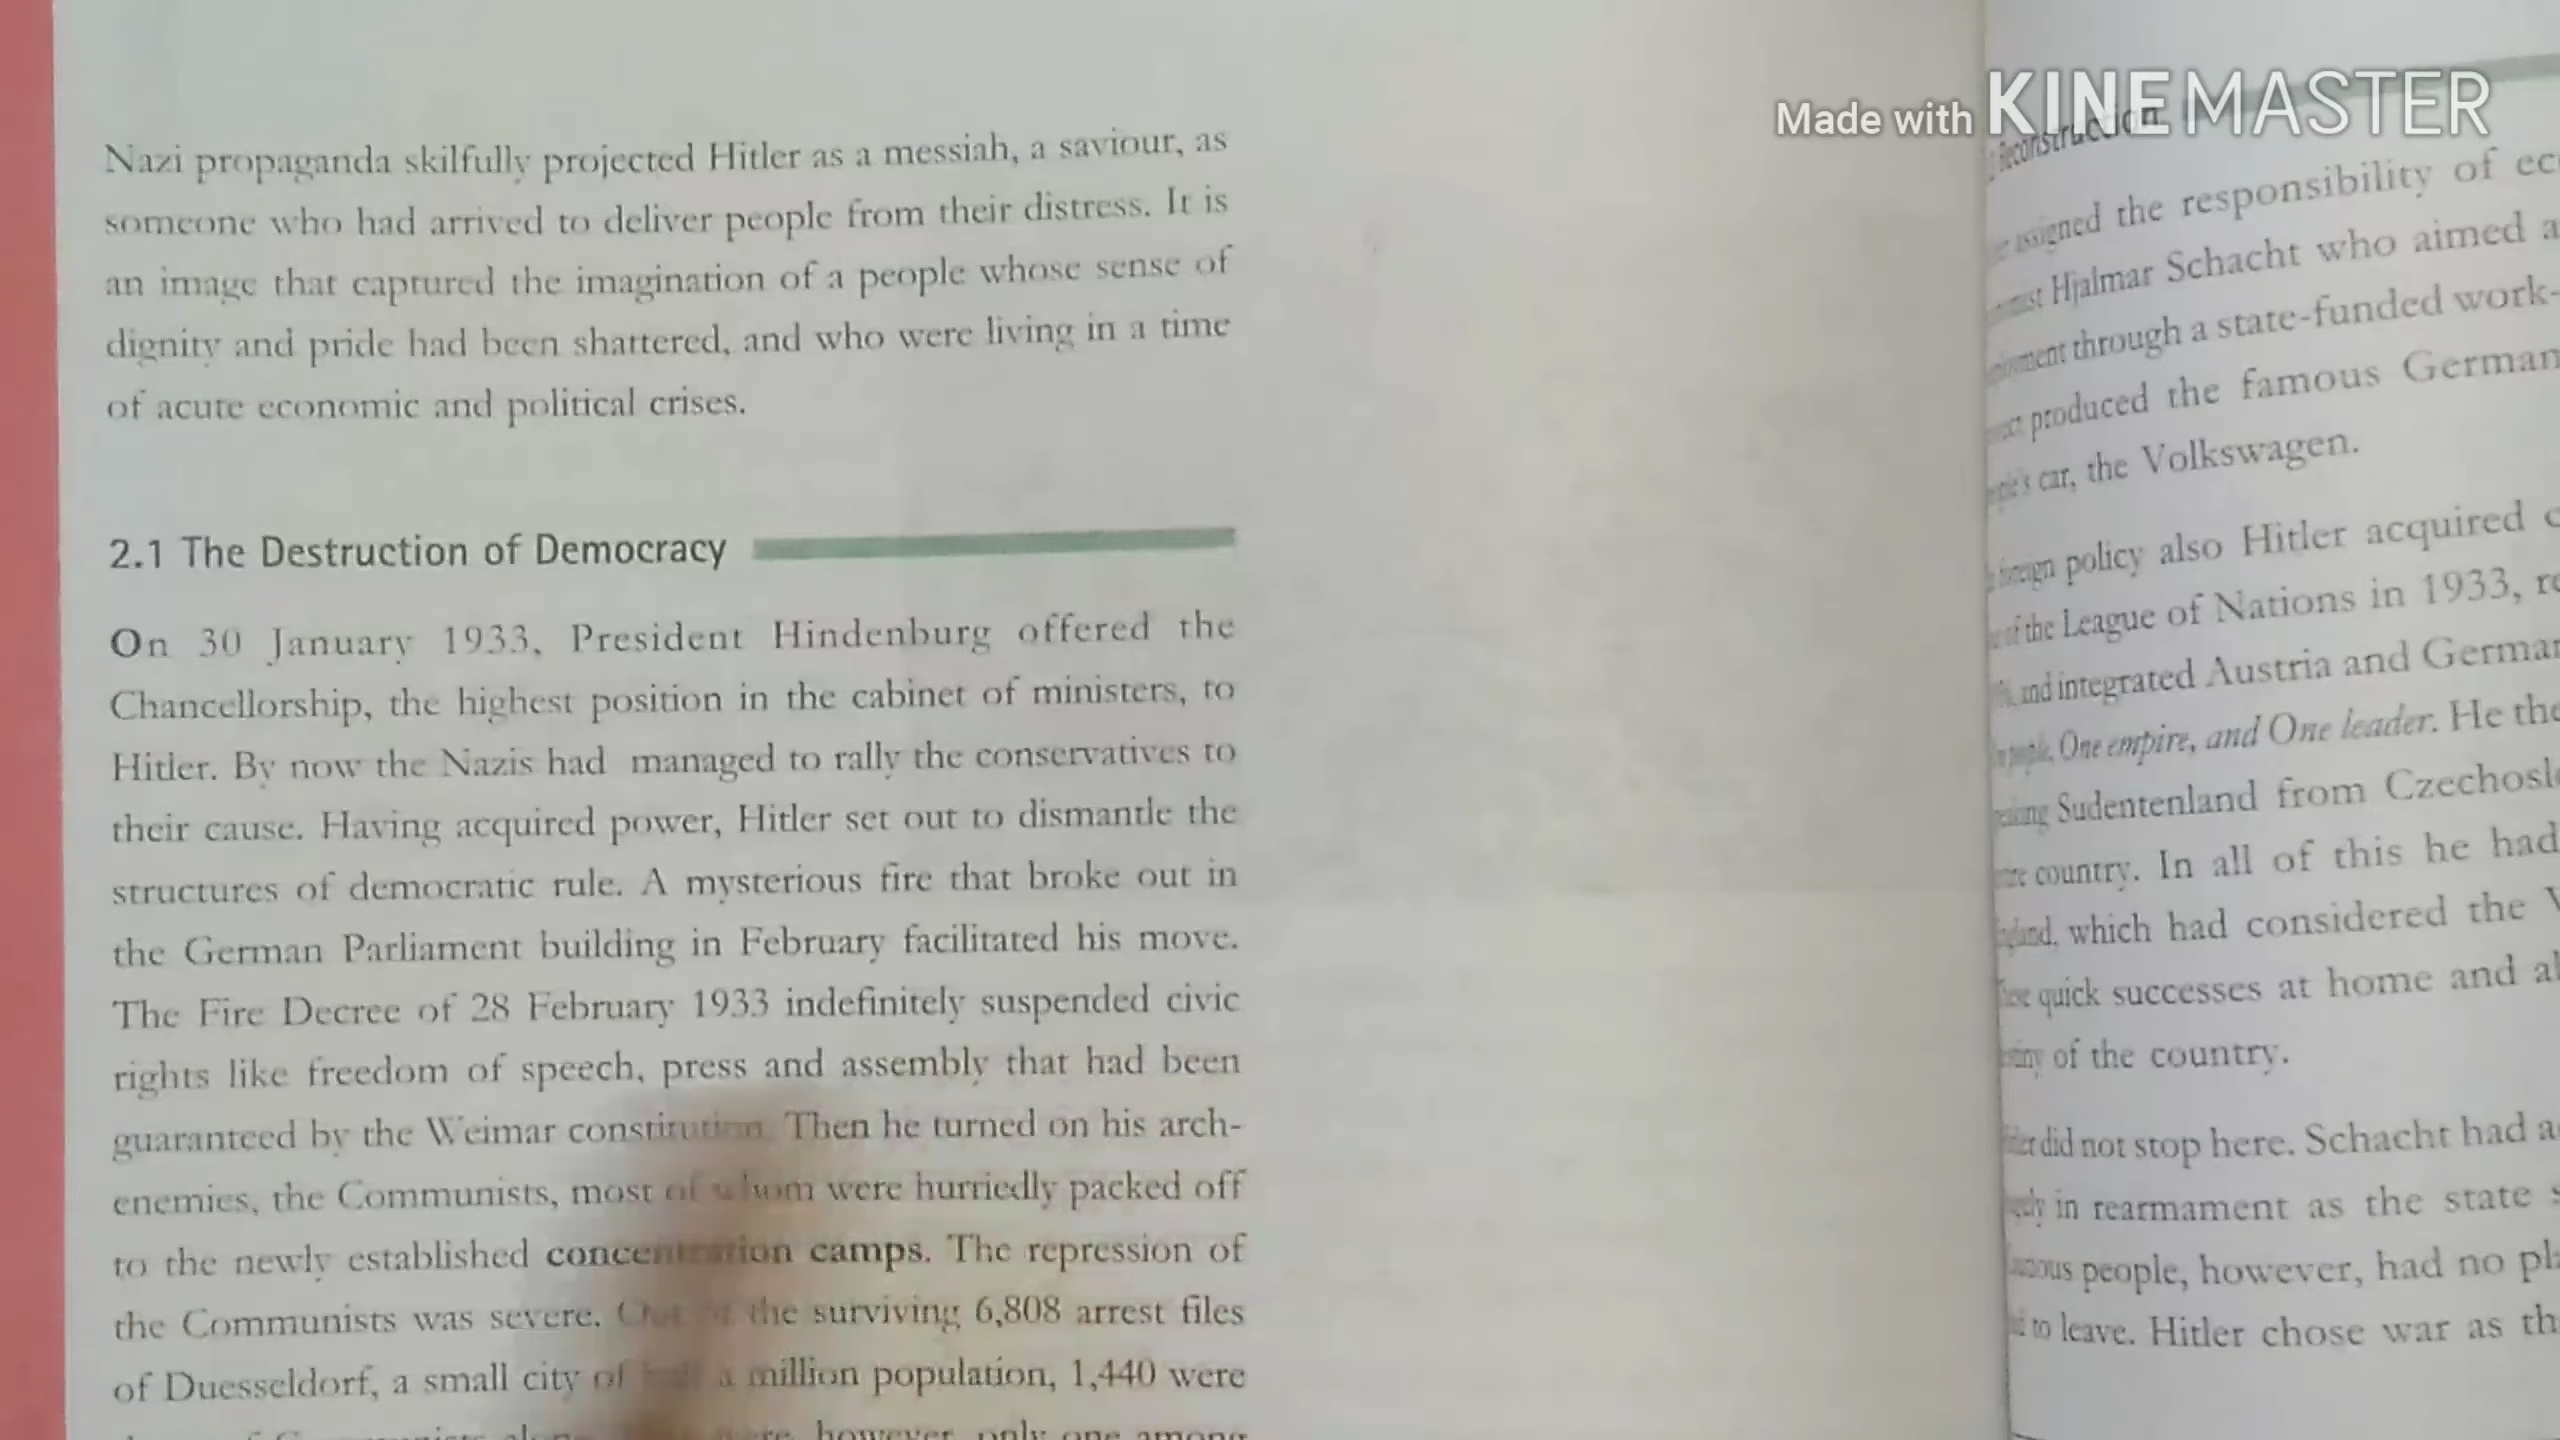 Nazi propaganda skilfully projected Hitler as a messiah, a saviour, as
someone who had arrived to deliver people from their distress. It is
an image that captured the imagination of a people whose sense of
dignity and pride had been shattered, and who were living in a time
of acute economic and political crises.
2.1 The Destruction of Democracy
On 30 January 1933, President Hindenburg offered the
Chancellorship, the highest position in the cabinet of ministers, to
Hitler. By now the Nazis had managed to rally the conservatives to
their cause. Having acquired power, Hitler set out to dismantle the
structures of democratic rule. A mysterious fire that broke out in
the German Parliament building in February facilitated his move.
The Fire Decree of 28 February 1933 indefinitely suspended civic
rights like freedom of speech, press and assembly that had been
guaranteed by the Weimar constitution. Then he turned on his arch-
enemies, the Communists, most of whom were hurriedly packed off
to the newly established concentration camps. The repression of
the Communists was severe. Out of the surviving 6,808 arrest files
of Duesseldorf, a small city of half a million population, 1,440 were
however, only one among
Made with KINEMASTER
Reconstruction
assigned the responsibility of
Hjalmar Schacht who aimed
through a state-funded work-
produced the famous German
car, the Volkswagen.
policy also Hitler acquired
of the League of Nations in 1933,
and integrated Austria and
One empire, and One leader. He
Sudentenland from
country. In all of this he had
which had considered the
quick successes at home and
of the country.
did not stop here. Schacht had
in rearmament as the state
people, however, had no
to leave. Hitler chose war as